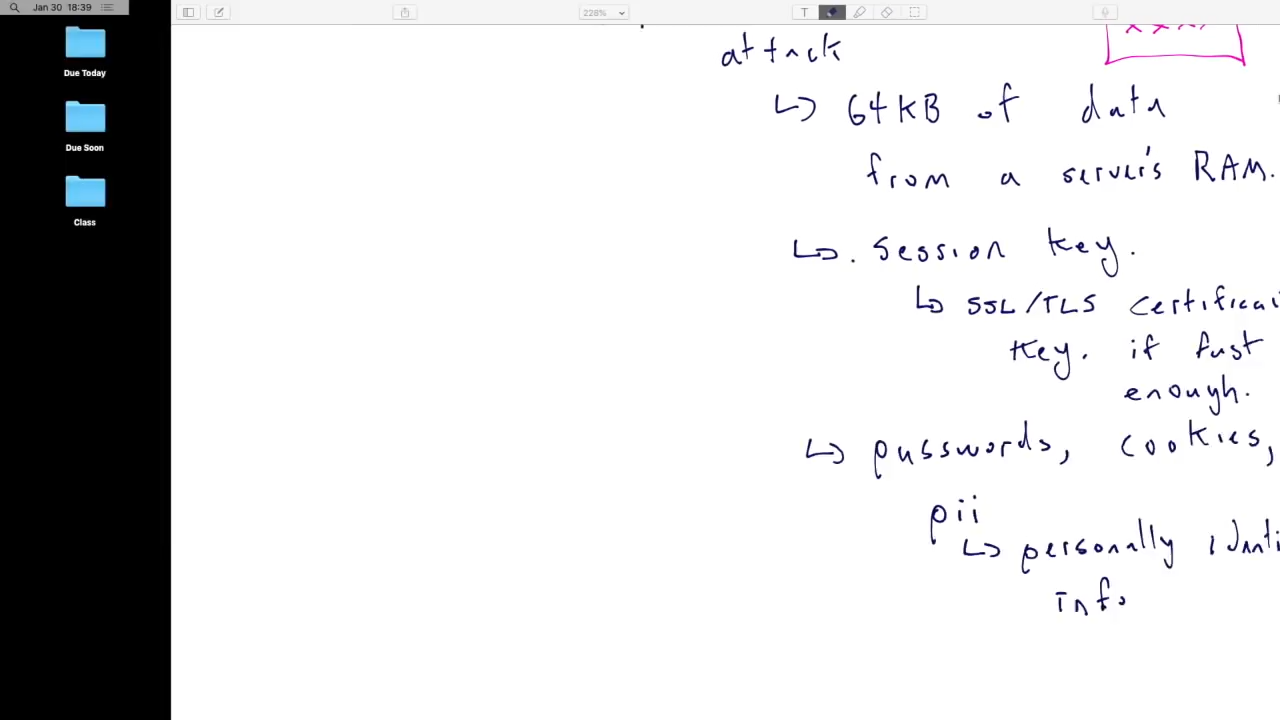 Jan 30 18:39
228%
T
Due Today
Due Soon
Class
attack
↳ 64KB of data
from a server's RAM.
↳ . session key.
↳ SSL/TLS certificai
key. if fast
enough.
↳ passwords, cookies,
pii
↳ personally identi
info